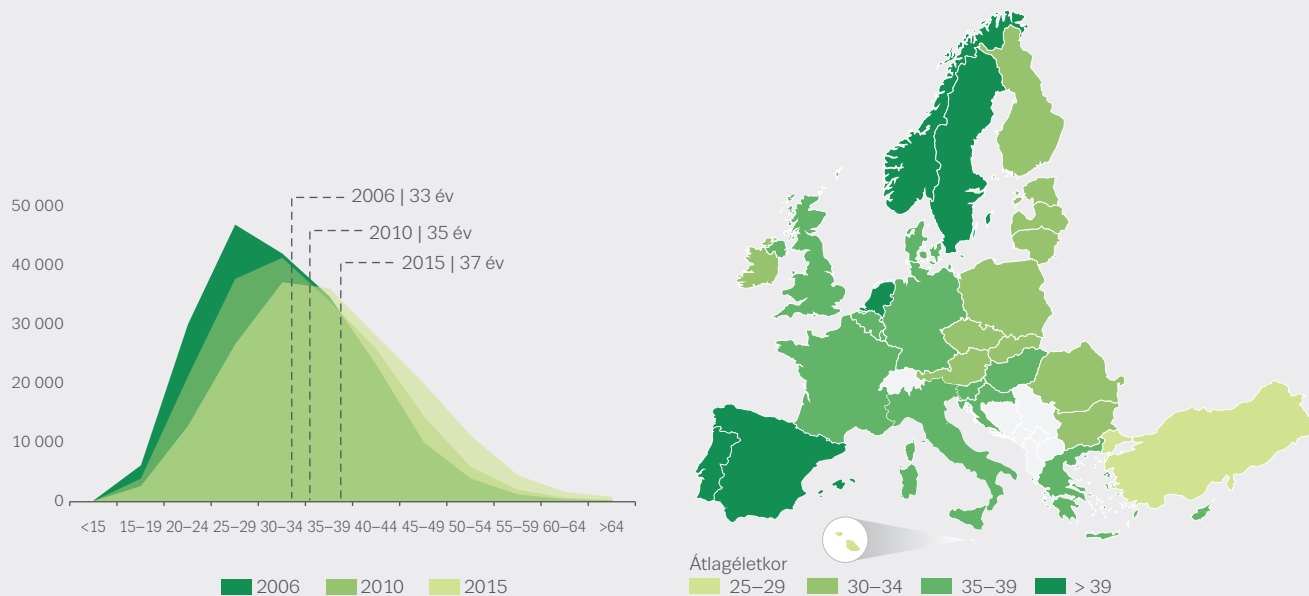 50 000
40 000
30 000
20 000
10 000
0
2006 | 33 év
2010 | 35 év
2015 | 37 év
<15 15–19 20–24 25–29 30–34 35–39 40–44 45–49 50–54 55–59 60–64 >64
2006 2010 2015
Átlagéletkor
25–29 30–34 35–39 > 39